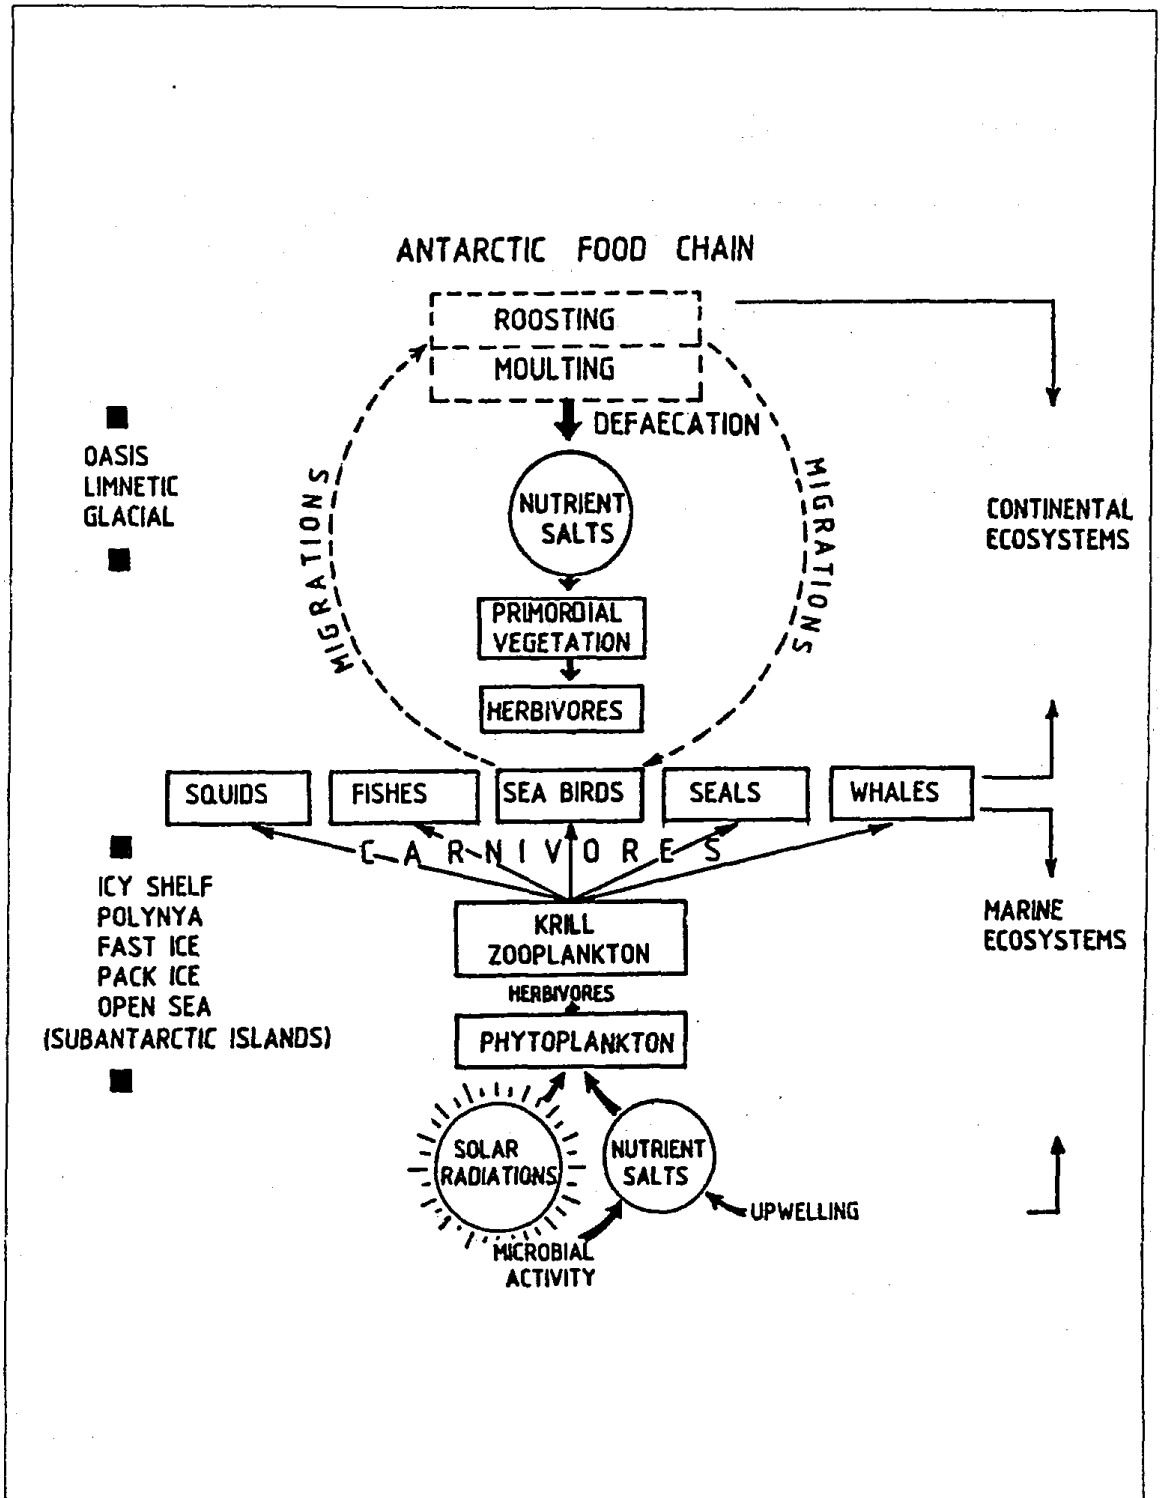 ANTARCTIC FOOD CHAIN
ROOSTING
MOULTING
DEFAECATION
NUTRIENT
SALTS
PRIMORDIAL
VEGETATION
HERBIVORES
MIGRATIONS
MIGRATIONS
OASIS
LIMNETIC
GLACIAL
CONTINENTAL
ECOSYSTEMS
SQUIDS
FISHES
SEA BIRDS
SEALS
WHALES
CARNIVORES
KRILL
ZOOPLANKTON
HERBIVORES
PHYTOPLANKTON
ICY SHELF
POLYNYA
FAST ICE
PACK ICE
OPEN SEA
(SUBANTARCTIC ISLANDS)
MARINE
ECOSYSTEMS
SOLAR
RADIATIONS
NUTRIENT
SALTS
UPWELLING
MICROBIAL
ACTIVITY